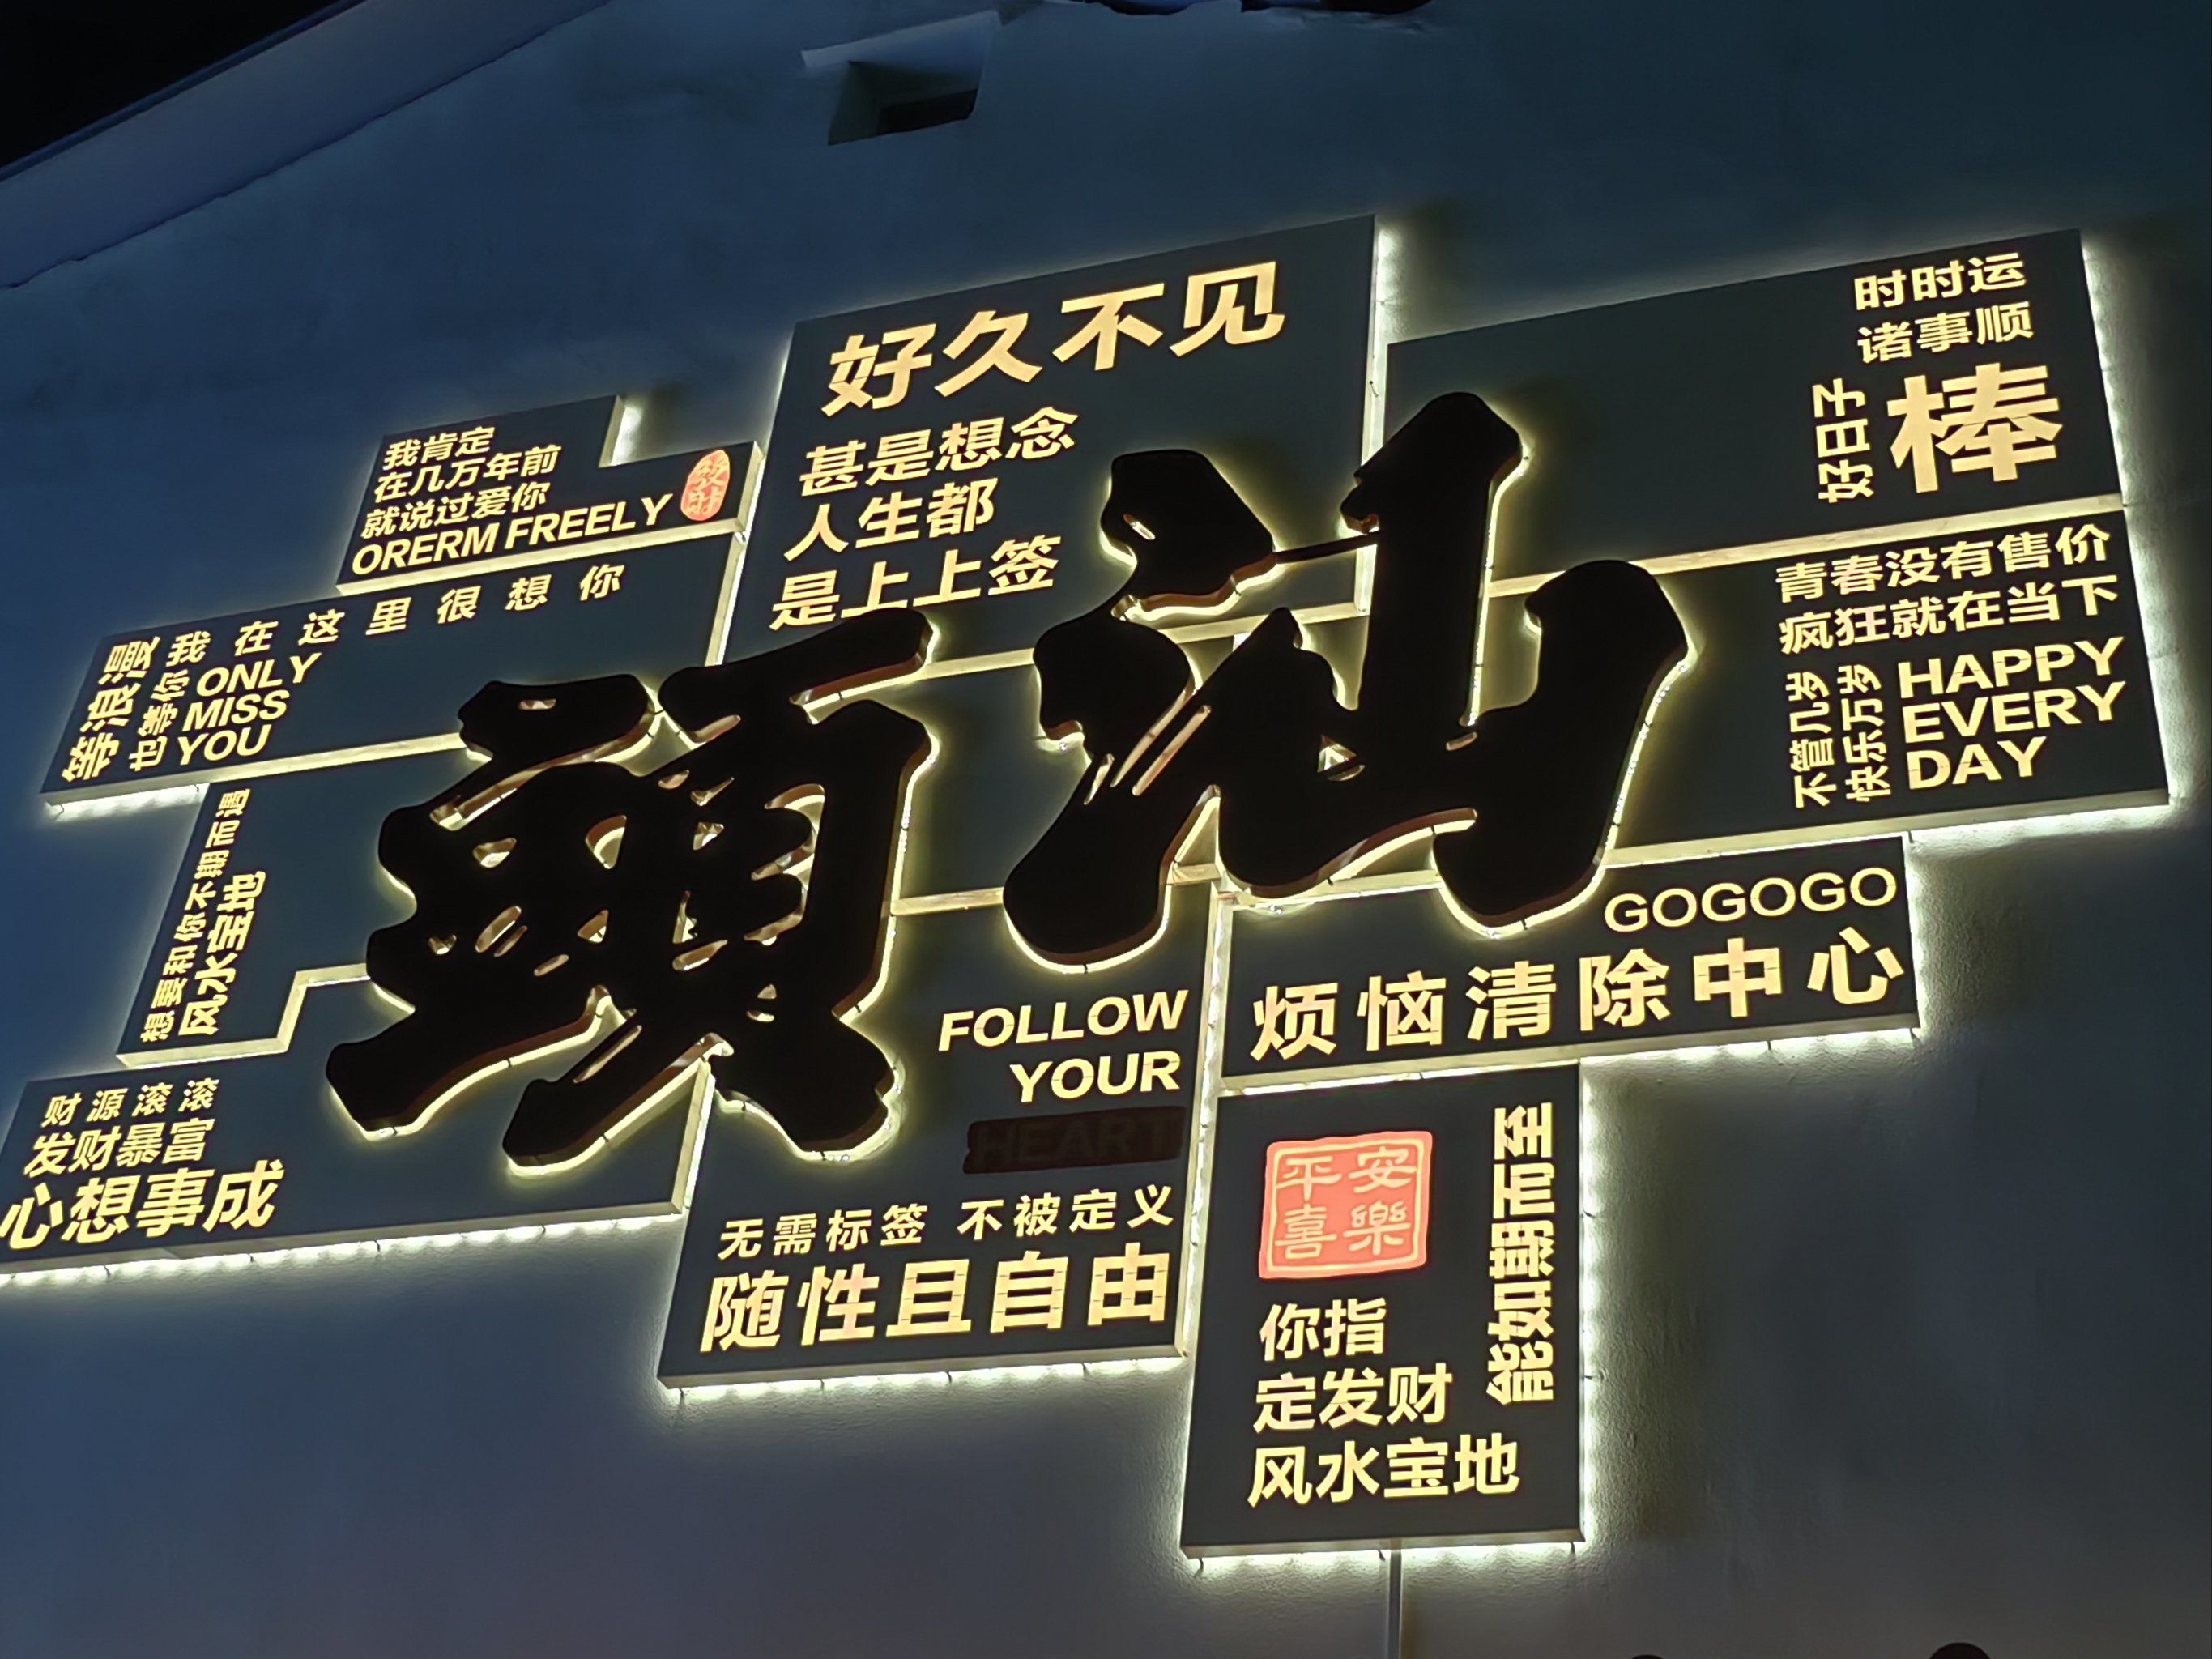 好久不见
甚是想念
人生都
是上上签
时时运
诸事顺
好日子
棒
我肯定
在几万年前
就说过爱你
ORERM FREELY
我在这里很想你
等浪漫
也等你
ONLY
MISS
YOU
青春没有售价
疯狂就在当下
不管几岁
快乐万岁
HAPPY
EVERY
DAY
想要和你不期而遇
风水宝地
汕頭
GOGOGO
烦恼清除中心
FOLLOW
YOUR
HEART
财源滚滚
发财暴富
心想事成
无需标签 不被定义
随性且自由
平安
喜樂
能如期而至
你指
定发财
风水宝地